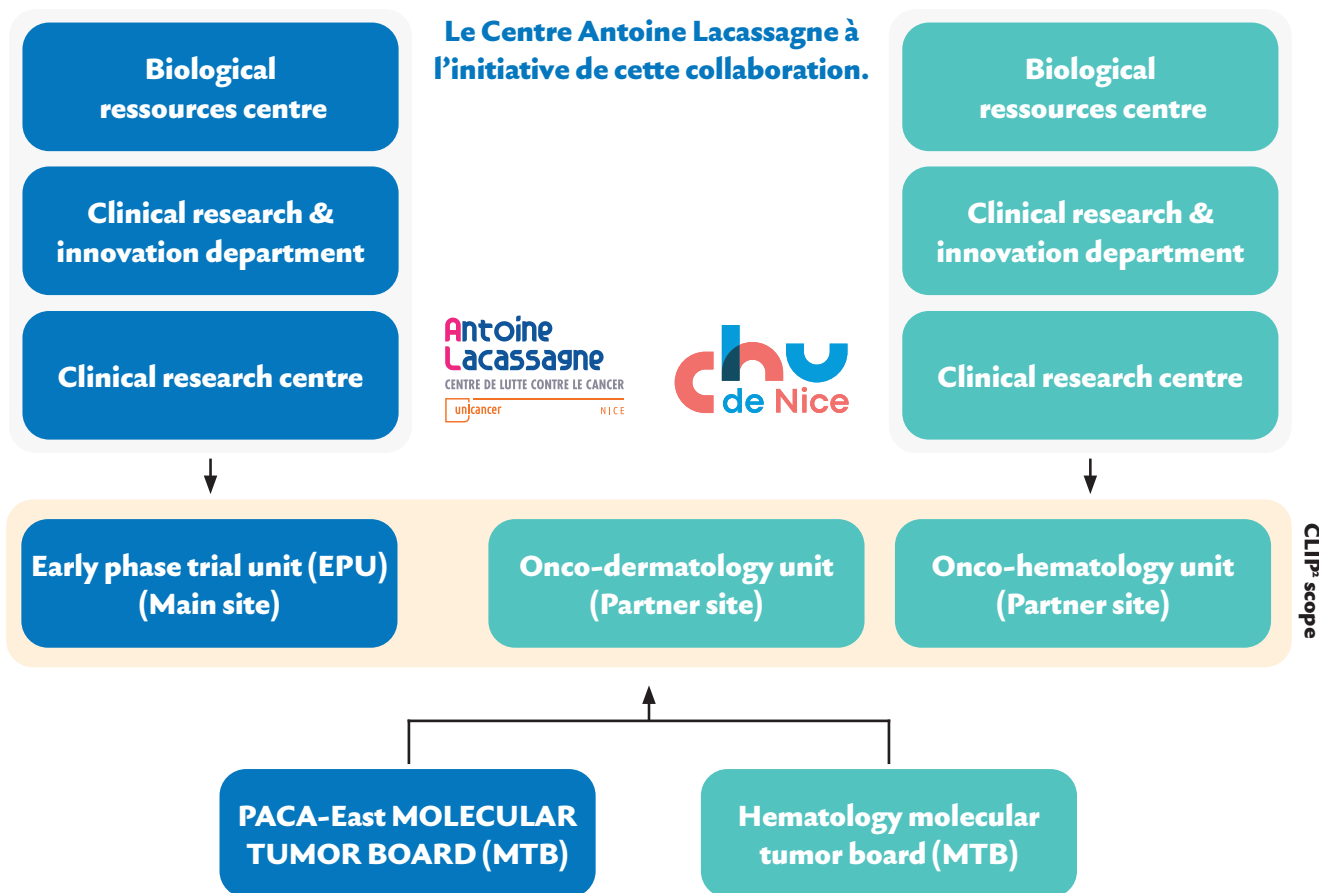 Le Centre Antoine Lacassagne à
l'initiative de cette collaboration.
Biological
ressources centre
Clinical research &
innovation department
Clinical research centre
Antoine
Lacassagne
CENTRE DE LUTTE CONTRE LE CANCER
unicancer NICE
chu
de Nice
Biological
ressources centre
Clinical research &
innovation department
Clinical research centre
Early phase trial unit (EPU)
(Main site)
Onco-dermatology unit
(Partner site)
Onco-hematology unit
(Partner site)
CLIP² scope
PACA-East MOLECULAR
TUMOR BOARD (MTB)
Hematology molecular
tumor board (MTB)